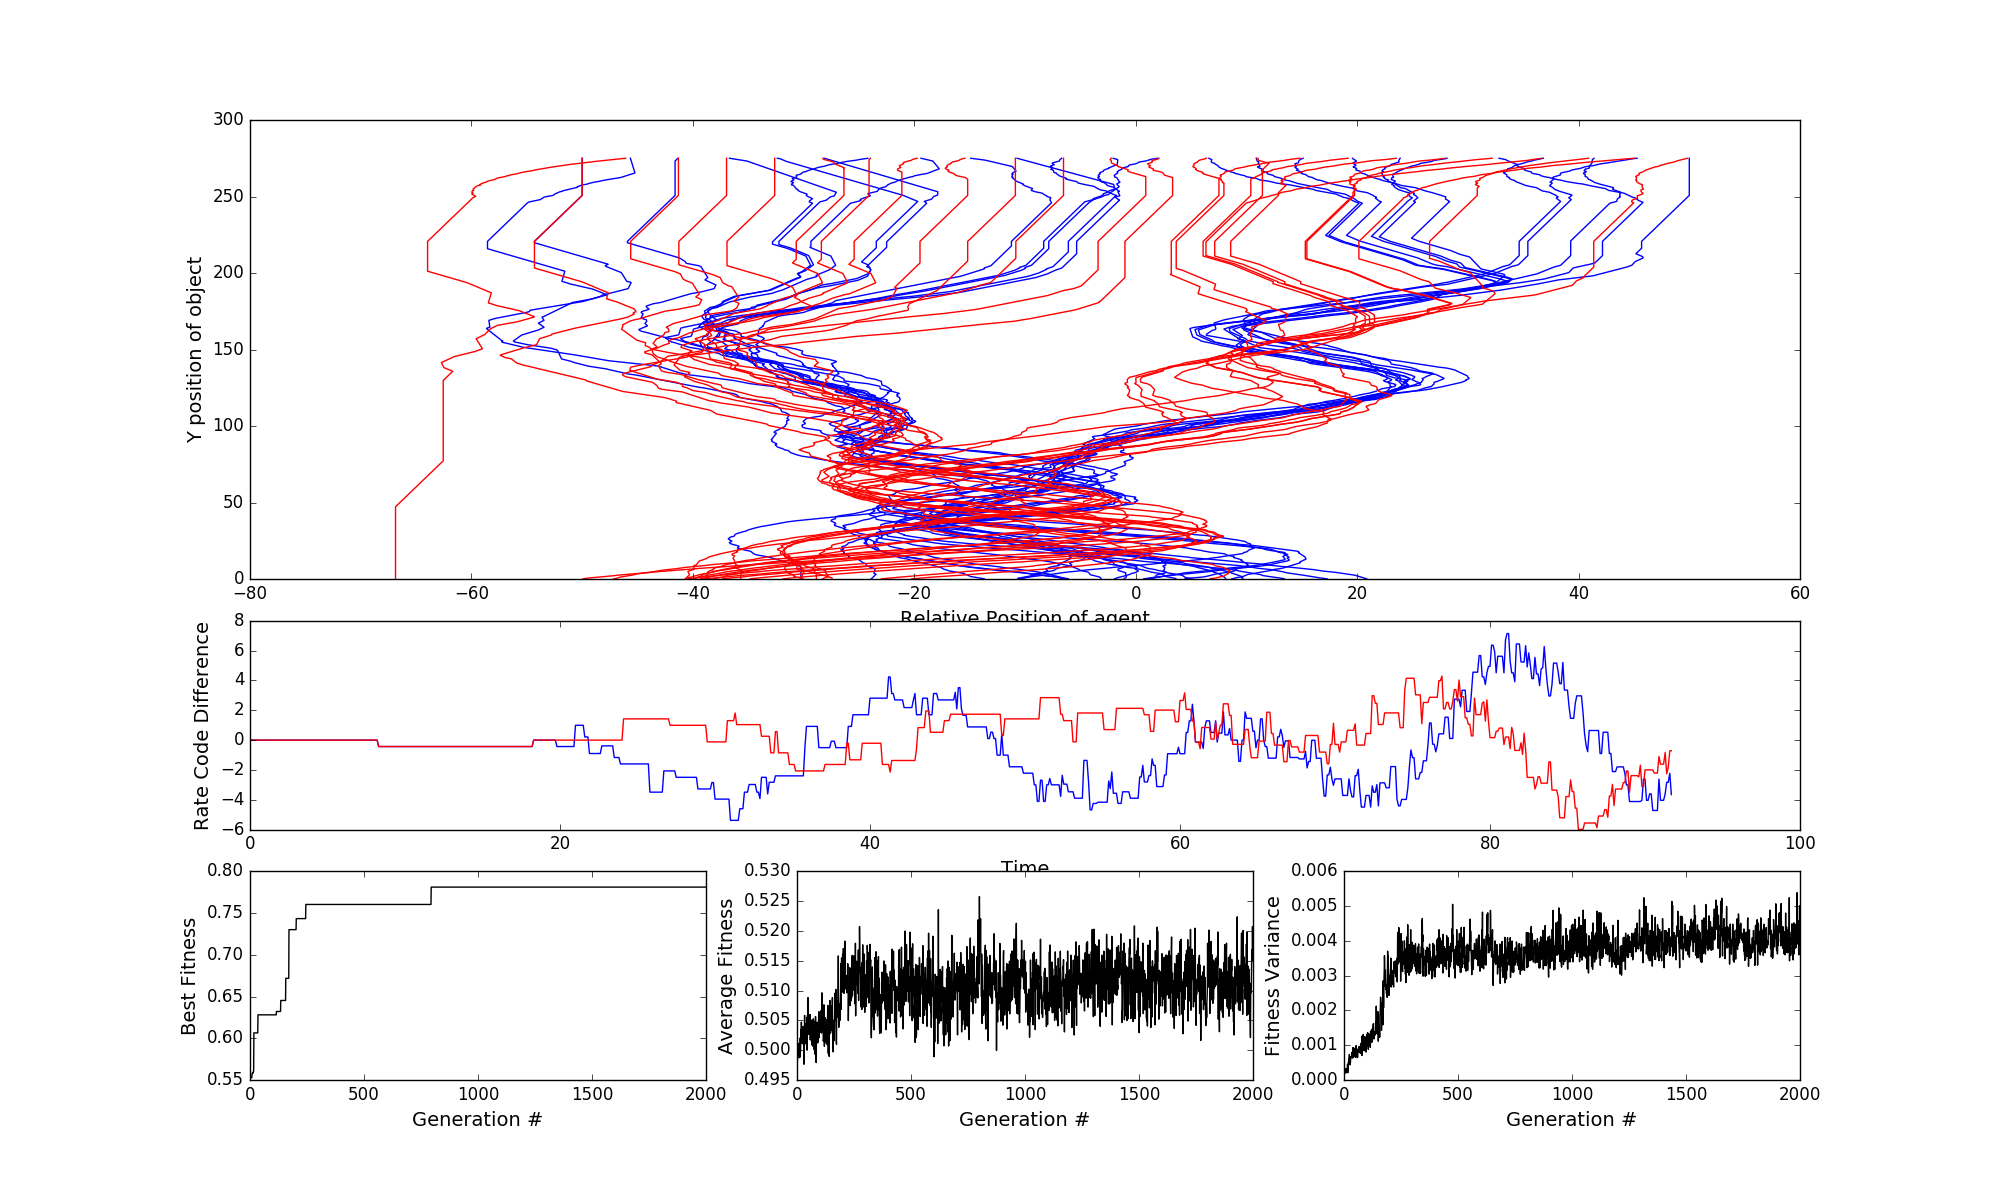 300
250
200
150
100
50
0
Y position of object
−80 −60 −40 −20 0 20 40 60
Relative Position of agent
8
6
4
2
0
−2
−4
−6
Rate Code Difference
0 20 40 60 80 100
Time
0.80
0.75
0.70
0.65
0.60
0.55
Best Fitness
0 500 1000 1500 2000
Generation #
0.530
0.525
0.520
0.515
0.510
0.505
0.500
0.495
Average Fitness
0 500 1000 1500 2000
Generation #
0.006
0.005
0.004
0.003
0.002
0.001
0.000
Fitness Variance
0 500 1000 1500 2000
Generation #